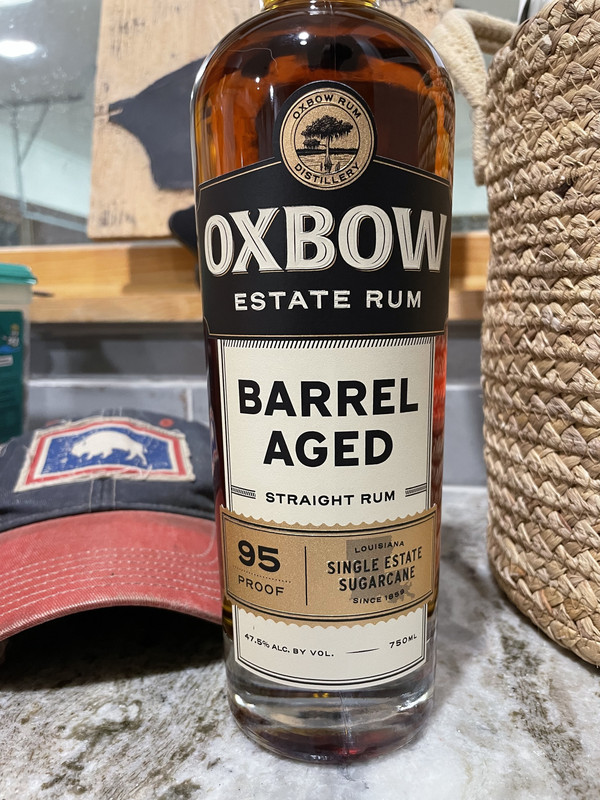 OXBOW RUM
DISTILLERY
OXBOW
ESTATE RUM
BARREL
AGED
STRAIGHT RUM
95
PROOF
LOUISIANA
SINGLE ESTATE
SUGARCANE
SINCE 1859
47.5% ALC. BY VOL.
750ML